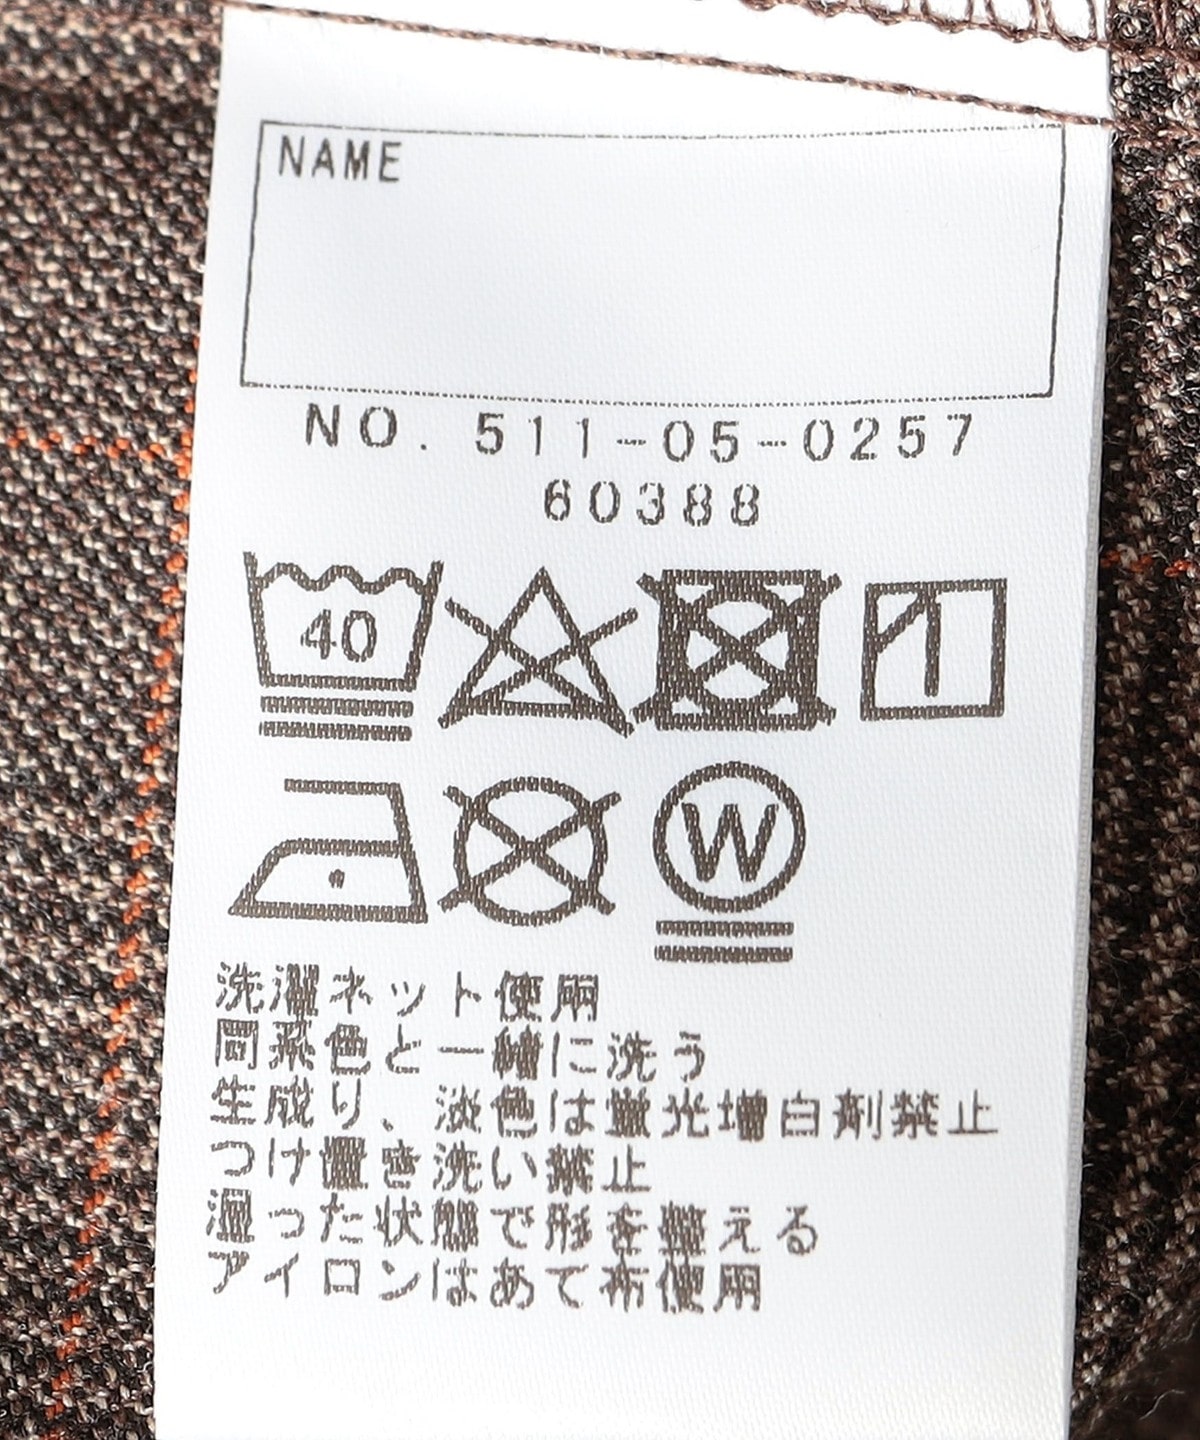 NAME
NO. 511-05-0257
60388
40
W
洗濯ネット使用
同系色と一緒に洗う
生成り、淡色は蛍光増白剤禁止
つけ置き洗い禁止
湿った状態で形を整える
アイロンはあて布使用